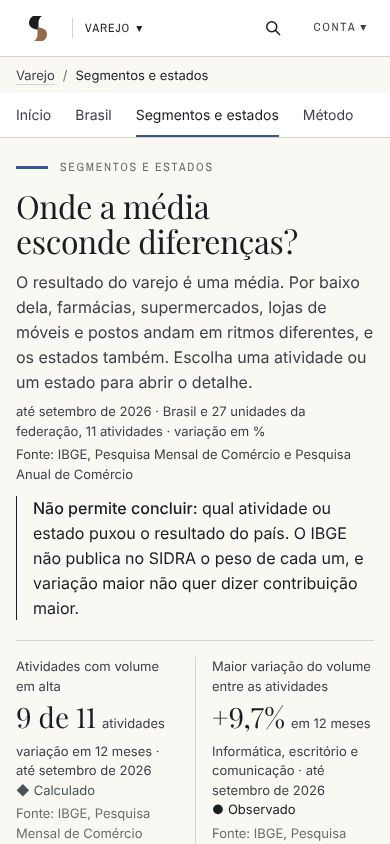 VAREJO ▼
CONTA ▼
Varejo / Segmentos e estados
Início Brasil Segmentos e estados Método
SEGMENTOS E ESTADOS
Onde a média
esconde diferenças?
O resultado do varejo é uma média. Por baixo
dela, farmácias, supermercados, lojas de
móveis e postos andam em ritmos diferentes, e
os estados também. Escolha uma atividade ou
um estado para abrir o detalhe.
até setembro de 2026 · Brasil e 27 unidades da
federação, 11 atividades · variação em %
Fonte: IBGE, Pesquisa Mensal de Comércio e Pesquisa
Anual de Comércio
Não permite concluir: qual atividade ou
estado puxou o resultado do país. O IBGE
não publica no SIDRA o peso de cada um, e
variação maior não quer dizer contribuição
maior.
Atividades com volume
em alta
9 de 11 atividades
variação em 12 meses ·
até setembro de 2026
◆ Calculado
Fonte: IBGE, Pesquisa
Mensal de Comércio
Maior variação do volume
entre as atividades
+9,7% em 12 meses
Informática, escritório e
comunicação · até
setembro de 2026
● Observado
Fonte: IBGE, Pesquisa